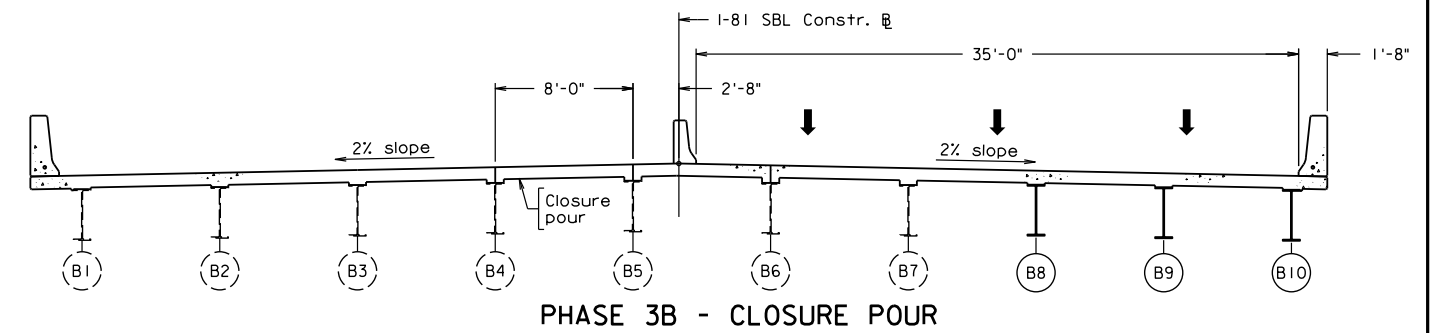 I-81 SBL Constr. BL
35'-0"
1'-8"
8'-0"
2'-8"
2% slope
2% slope
Closure
pour
B1
B2
B3
B4
B5
B6
B7
B8
B9
B10
PHASE 3B - CLOSURE POUR